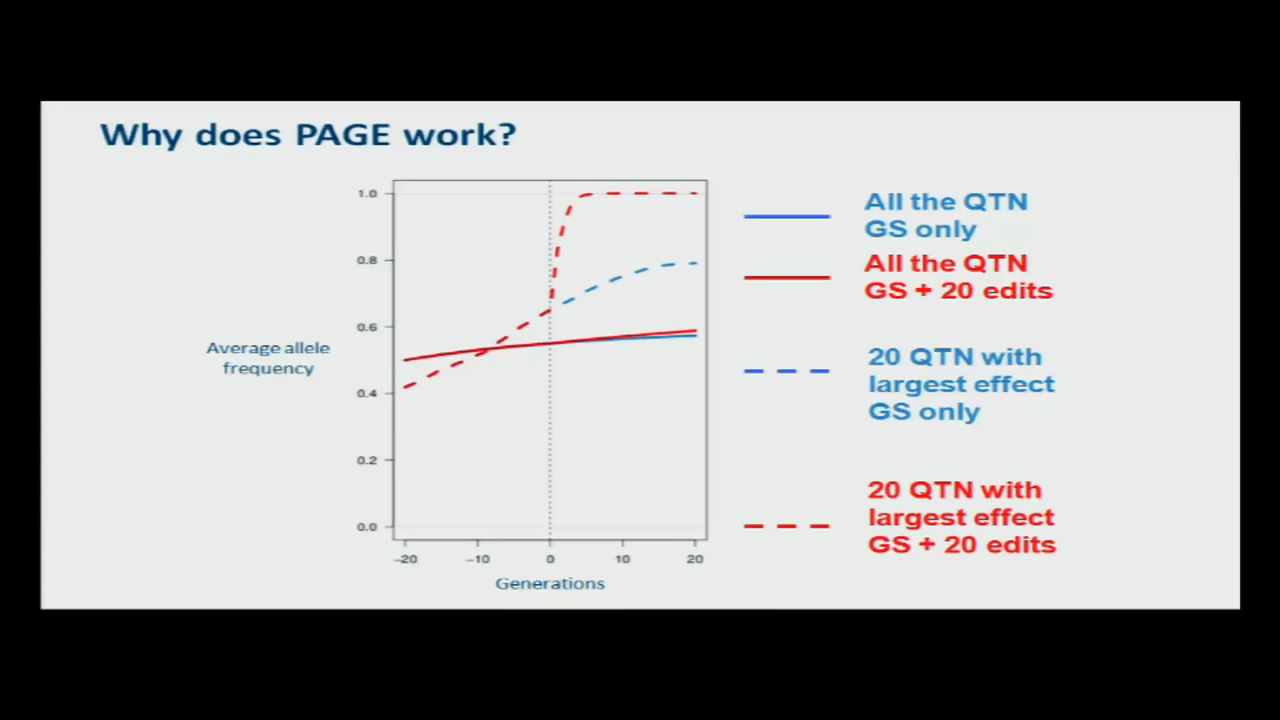 Why does PAGE work?
1.0
0.8
0.6
0.4
0.2
0.0
Average allele
frequency
−20
−10
0
10
20
Generations
All the QTN
GS only
All the QTN
GS + 20 edits
20 QTN with
largest effect
GS only
20 QTN with
largest effect
GS + 20 edits